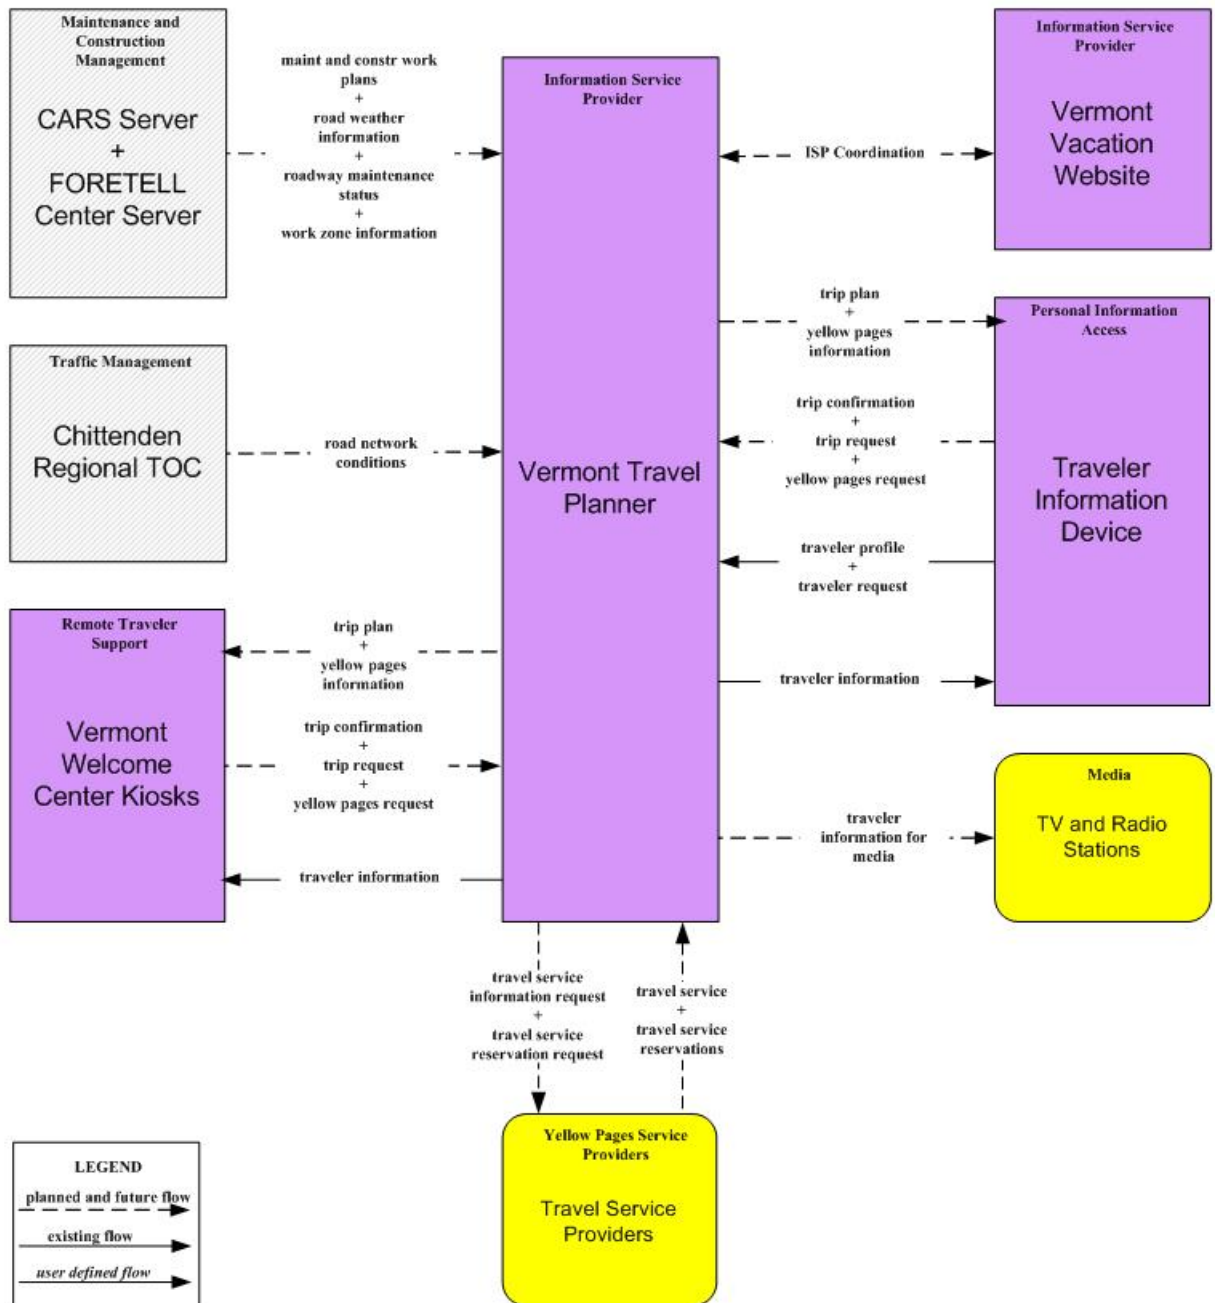 Maintenance and
Construction
Management
CARS Server
+
FORETELL
Center Server
maint and constr work
plans
+
road weather
information
+
roadway maintenance
status
+
work zone information
Information Service
Provider
Vermont Travel
Planner
ISP Coordination
Information Service
Provider
Vermont
Vacation
Website
trip plan
+
yellow pages
information
trip confirmation
+
trip request
+
yellow pages request
traveler profile
+
traveler request
traveler information
Personal Information
Access
Traveler
Information
Device
Traffic Management
Chittenden
Regional TOC
road network
conditions
Remote Traveler
Support
Vermont
Welcome
Center Kiosks
trip plan
+
yellow pages
information
trip confirmation
+
trip request
+
yellow pages request
traveler information
traveler
information for
media
Media
TV and Radio
Stations
travel service
information request
+
travel service
reservation request
travel service
+
travel service
reservations
Yellow Pages Service
Providers
Travel Service
Providers
LEGEND
planned and future flow
existing flow
user defined flow